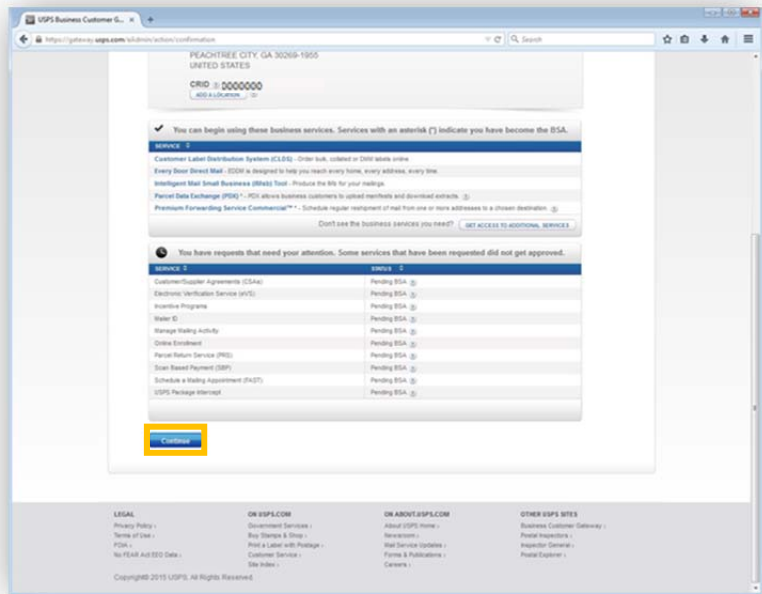 USPS Business Customer G... × +
https://gateway.usps.com/eAdmin/action/confirmation
Search
PEACHTREE CITY, GA 30269-1955
UNITED STATES
CRID 0000000
ADD A LOCATION
You can begin using these business services. Services with an asterisk (*) indicate you have become the BSA.
SERVICE
Customer Label Distribution System (CLDS) - Order bulk, collated or DMM labels online.
Every Door Direct Mail - EDDM is designed to help you reach every home, every address, every time.
Intelligent Mail Small Business (IMsb) Tool - Produce the IMb for your mailings.
Parcel Data Exchange (PDX) * - PDX allows business customers to upload manifests and download extracts.
Premium Forwarding Service Commercial™ * - Schedule regular reshipment of mail from one or more addresses to a chosen destination.
Don't see the business services you need? GET ACCESS TO ADDITIONAL SERVICES
You have requests that need your attention. Some services that have been requested did not get approved.
SERVICE STATUS
Customer/Supplier Agreements (CSAs) Pending BSA
Electronic Verification Service (eVS) Pending BSA
Incentive Programs Pending BSA
Mailer ID Pending BSA
Manage Mailing Activity Pending BSA
Online Enrollment Pending BSA
Parcel Return Service (PRS) Pending BSA
Scan Based Payment (SBP) Pending BSA
Schedule a Mailing Appointment (FAST) Pending BSA
USPS Package Intercept Pending BSA
Continue
LEGAL ON USPS.COM ON ABOUT.USPS.COM OTHER USPS SITES
Privacy Policy › Government Services › About USPS Home › Business Customer Gateway ›
Terms of Use › Buy Stamps & Shop › Newsroom › Postal Inspectors ›
FOIA › Print a Label with Postage › Mail Service Updates › Inspector General ›
No FEAR Act EEO Data › Customer Service › Forms & Publications › Postal Explorer ›
Site Index › Careers ›
Copyright© 2015 USPS. All Rights Reserved.